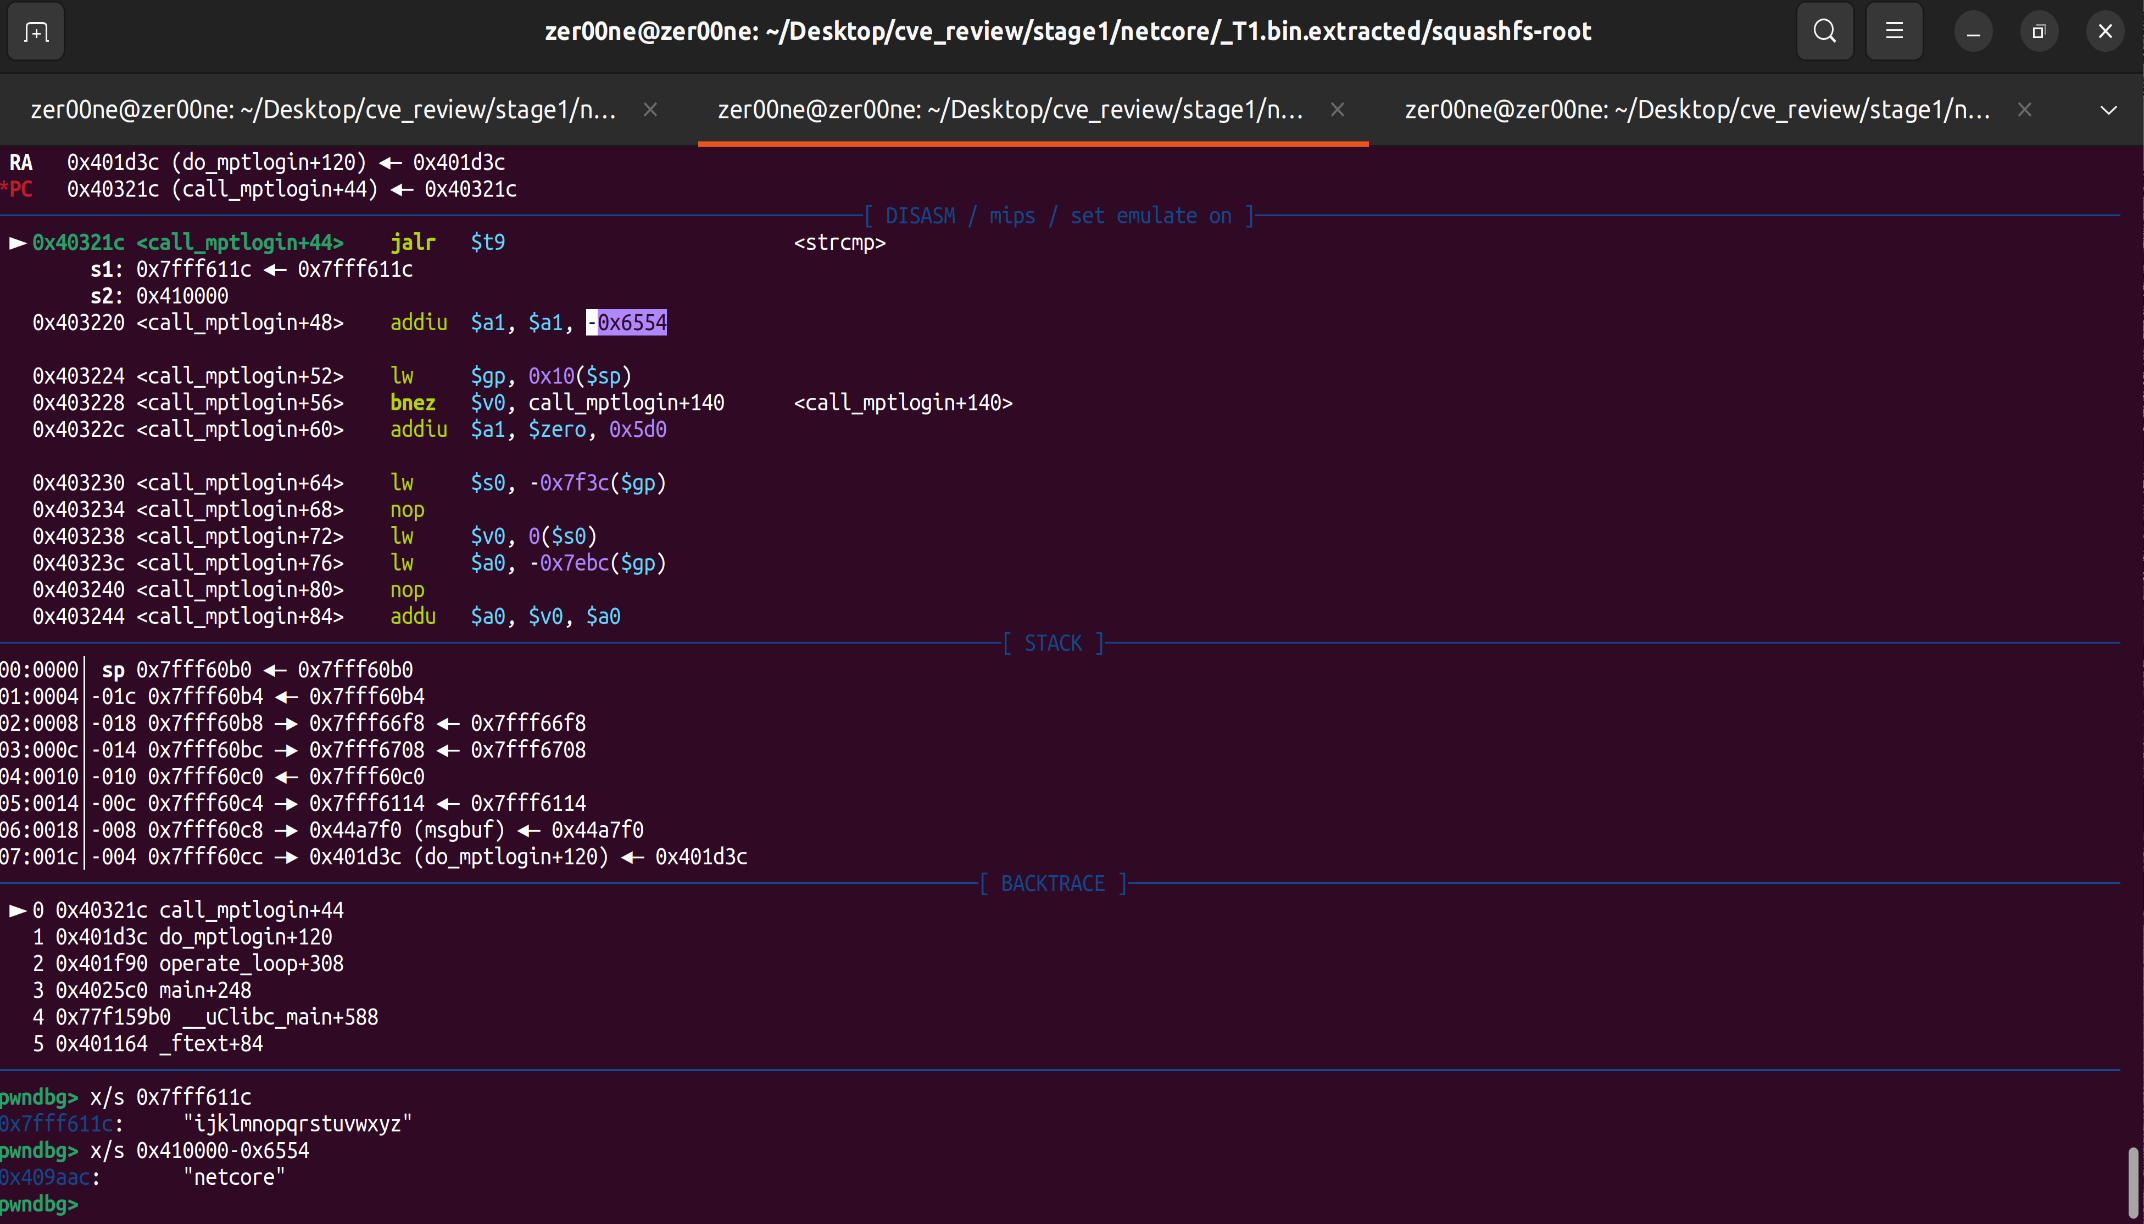 zer00ne@zer00ne: ~/Desktop/cve_review/stage1/netcore/_T1.bin.extracted/squashfs-root
zer00ne@zer00ne: ~/Desktop/cve_review/stage1/n... × zer00ne@zer00ne: ~/Desktop/cve_review/stage1/n... × zer00ne@zer00ne: ~/Desktop/cve_review/stage1/n... ×
RA 0x401d3c (do_mptlogin+120) ◂— 0x401d3c
*PC 0x40321c (call_mptlogin+44) ◂— 0x40321c
[ DISASM / mips / set emulate on ]
► 0x40321c <call_mptlogin+44> jalr $t9 <strcmp>
s1: 0x7fff611c ◂— 0x7fff611c
s2: 0x410000
0x403220 <call_mptlogin+48> addiu $a1, $a1, -0x6554
0x403224 <call_mptlogin+52> lw $gp, 0x10($sp)
0x403228 <call_mptlogin+56> bnez $v0, call_mptlogin+140 <call_mptlogin+140>
0x40322c <call_mptlogin+60> addiu $a1, $zero, 0x5d0
0x403230 <call_mptlogin+64> lw $s0, -0x7f3c($gp)
0x403234 <call_mptlogin+68> nop
0x403238 <call_mptlogin+72> lw $v0, 0($s0)
0x40323c <call_mptlogin+76> lw $a0, -0x7ebc($gp)
0x403240 <call_mptlogin+80> nop
0x403244 <call_mptlogin+84> addu $a0, $v0, $a0
[ STACK ]
00:0000│ sp 0x7fff60b0 ◂— 0x7fff60b0
01:0004│-01c 0x7fff60b4 ◂— 0x7fff60b4
02:0008│-018 0x7fff60b8 —▸ 0x7fff66f8 ◂— 0x7fff66f8
03:000c│-014 0x7fff60bc —▸ 0x7fff6708 ◂— 0x7fff6708
04:0010│-010 0x7fff60c0 ◂— 0x7fff60c0
05:0014│-00c 0x7fff60c4 —▸ 0x7fff6114 ◂— 0x7fff6114
06:0018│-008 0x7fff60c8 —▸ 0x44a7f0 (msgbuf) ◂— 0x44a7f0
07:001c│-004 0x7fff60cc —▸ 0x401d3c (do_mptlogin+120) ◂— 0x401d3c
[ BACKTRACE ]
► 0 0x40321c call_mptlogin+44
1 0x401d3c do_mptlogin+120
2 0x401f90 operate_loop+308
3 0x4025c0 main+248
4 0x77f159b0 __uClibc_main+588
5 0x401164 _ftext+84
pwndbg> x/s 0x7fff611c
0x7fff611c: "ijklmnopqrstuvwxyz"
pwndbg> x/s 0x410000-0x6554
0x409aac: "netcore"
pwndbg>